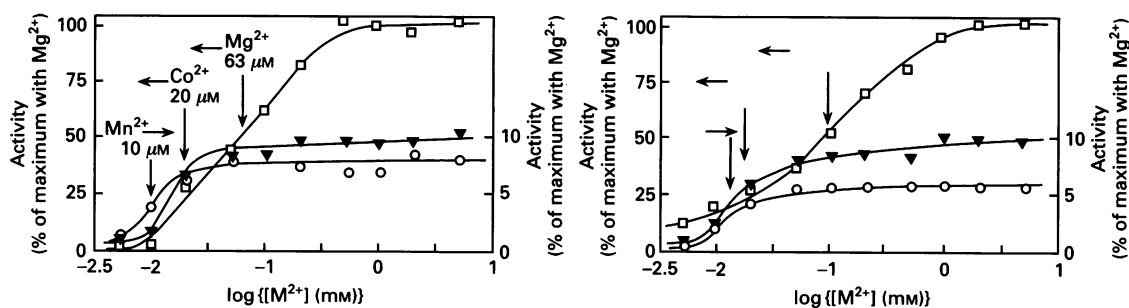 Activity
(% of maximum with Mg²⁺)
100
75
50
25
0
Mg²⁺
63 μM
Co²⁺
20 μM
Mn²⁺
10 μM
10
5
0
Activity
(% of maximum with Mg²⁺)
−2.5
−2
−1
0
1
log{[M²⁺] (mM)}
Activity
(% of maximum with Mg²⁺)
100
75
50
25
0
10
5
0
Activity
(% of maximum with Mg²⁺)
−2.5
−2
−1
0
1
log{[M²⁺] (mM)}